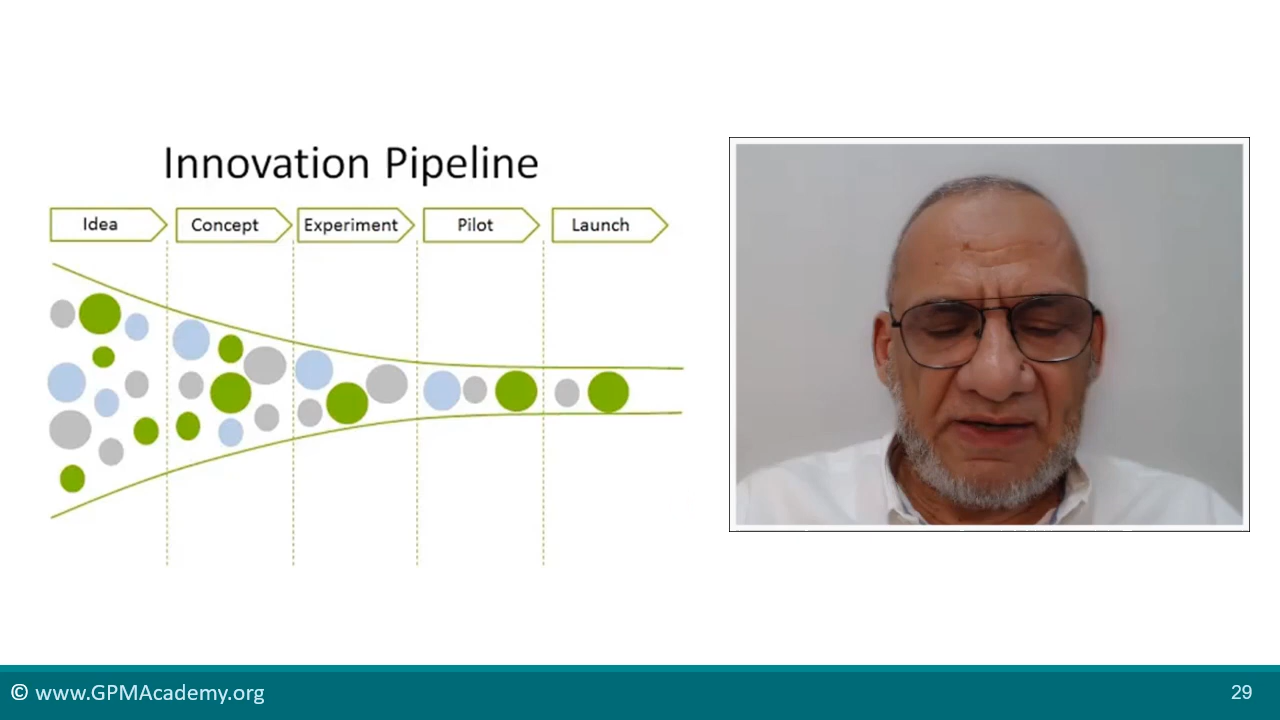 Innovation Pipeline
Idea
Concept
Experiment
Pilot
Launch
© www.GPMAcademy.org
29